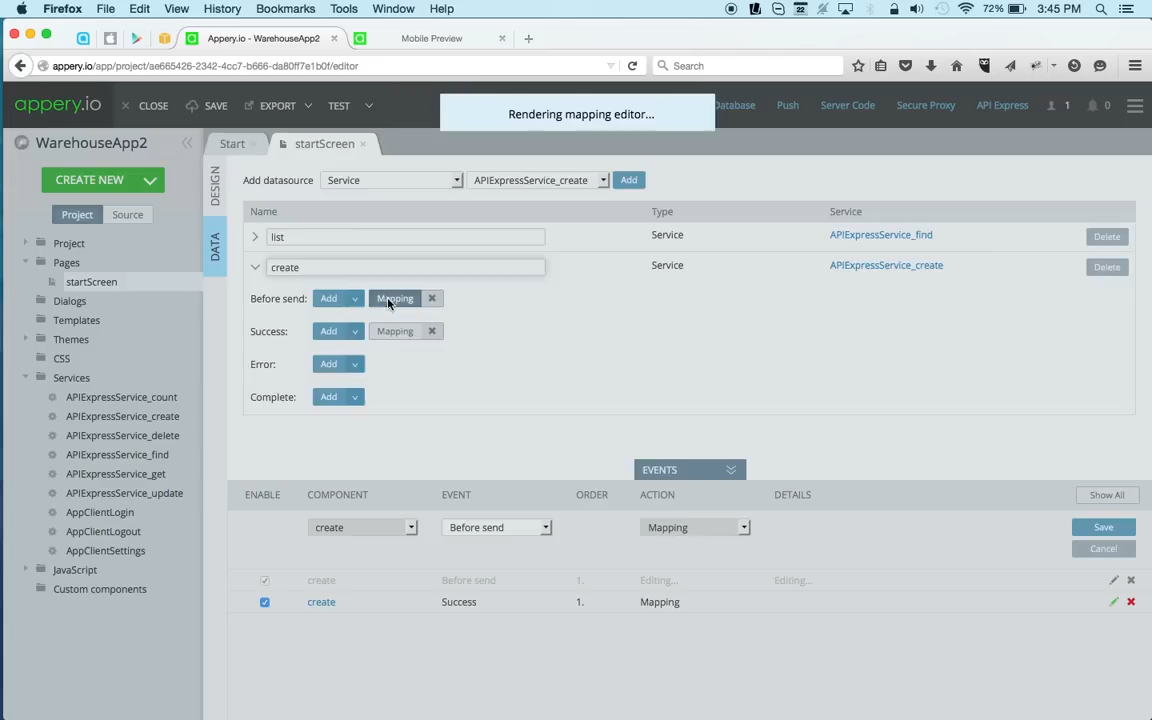 Firefox File Edit View History Bookmarks Tools Window Help 22 72% 3:45 PM
Appery.io - WarehouseApp2 × Mobile Preview × +
appery.io/app/project/ae665426-2342-4cc7-b666-da80ff7e1b0f/editor Search
appery.io × CLOSE SAVE EXPORT TEST Rendering mapping editor... Database Push Server Code Secure Proxy API Express 1 0
WarehouseApp2
Start × startScreen ×
CREATE NEW
Project Source
Project
Pages
startScreen
Dialogs
Templates
Themes
CSS
Services
APIExpressService_count
APIExpressService_create
APIExpressService_delete
APIExpressService_find
APIExpressService_get
APIExpressService_update
AppClientLogin
AppClientLogout
AppClientSettings
JavaScript
Custom components
DESIGN
DATA
Add datasource Service APIExpressService_create Add
Name Type Service
list Service APIExpressService_find Delete
create Service APIExpressService_create Delete
Before send: Add Mapping ×
Success: Add Mapping ×
Error: Add
Complete: Add
EVENTS
ENABLE COMPONENT EVENT ORDER ACTION DETAILS Show All
create Before send Mapping Save
Cancel
create Before send 1. Editing... Editing...
create Success 1. Mapping